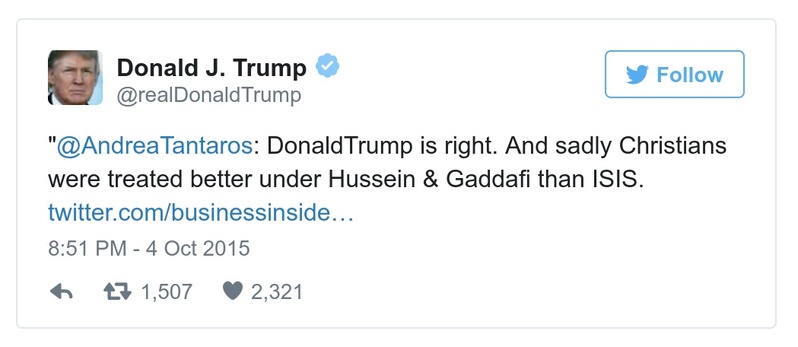 Donald J. Trump
@realDonaldTrump
Follow
"@AndreaTantaros: DonaldTrump is right. And sadly Christians
were treated better under Hussein & Gaddafi than ISIS.
twitter.com/businessinside…
8:51 PM - 4 Oct 2015
1,507 2,321